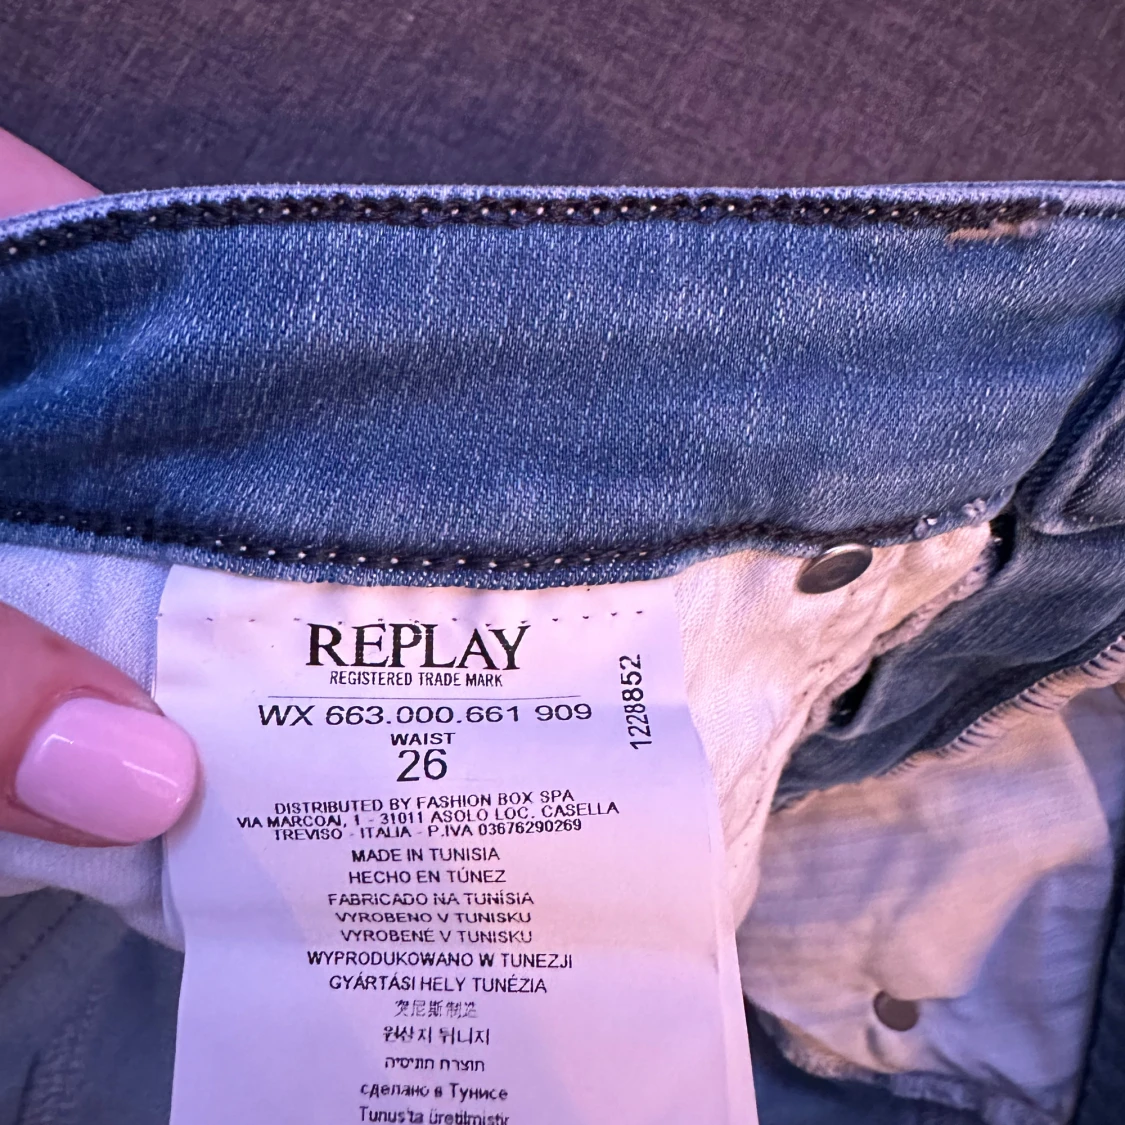 REPLAY
REGISTERED TRADE MARK
WX 663.000.661 909
1228852
WAIST
26
DISTRIBUTED BY FASHION BOX SPA
VIA MARCONI, 1 - 31011 ASOLO LOC. CASELLA
TREVISO - ITALIA - P.IVA 03676290269
MADE IN TUNISIA
HECHO EN TÚNEZ
FABRICADO NA TUNÍSIA
VYROBENO V TUNISKU
VYROBENÉ V TUNISKU
WYPRODUKOWANO W TUNEZJI
GYÁRTÁSI HELY TUNÉZIA
突尼斯制造
원산지 튀니지
תוצרת תוניסיה
сделано в Тунисе
Tunus'ta üretilmiştir